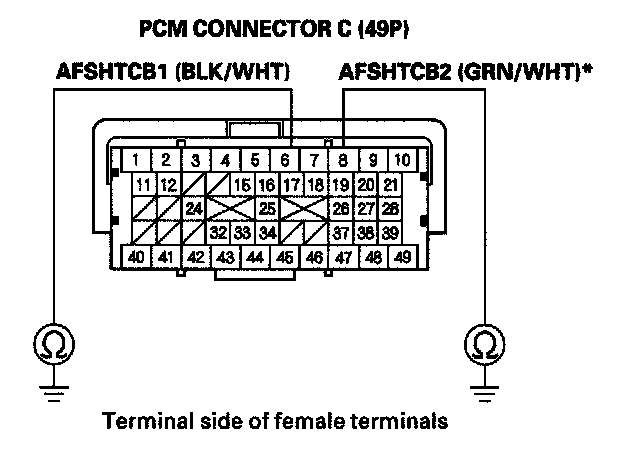 PCM CONNECTOR C (49P)
AFSHTCB1 (BLK/WHT) AFSHTCB2 (GRN/WHT)*
1 2 3 4 5 6 7 8 9 10
11 12 15 16 17 18 19 20 21
24 25 26 27 28
32 33 34 37 38 39
40 41 42 43 44 45 46 47 48 49
Ω Ω
Terminal side of female terminals